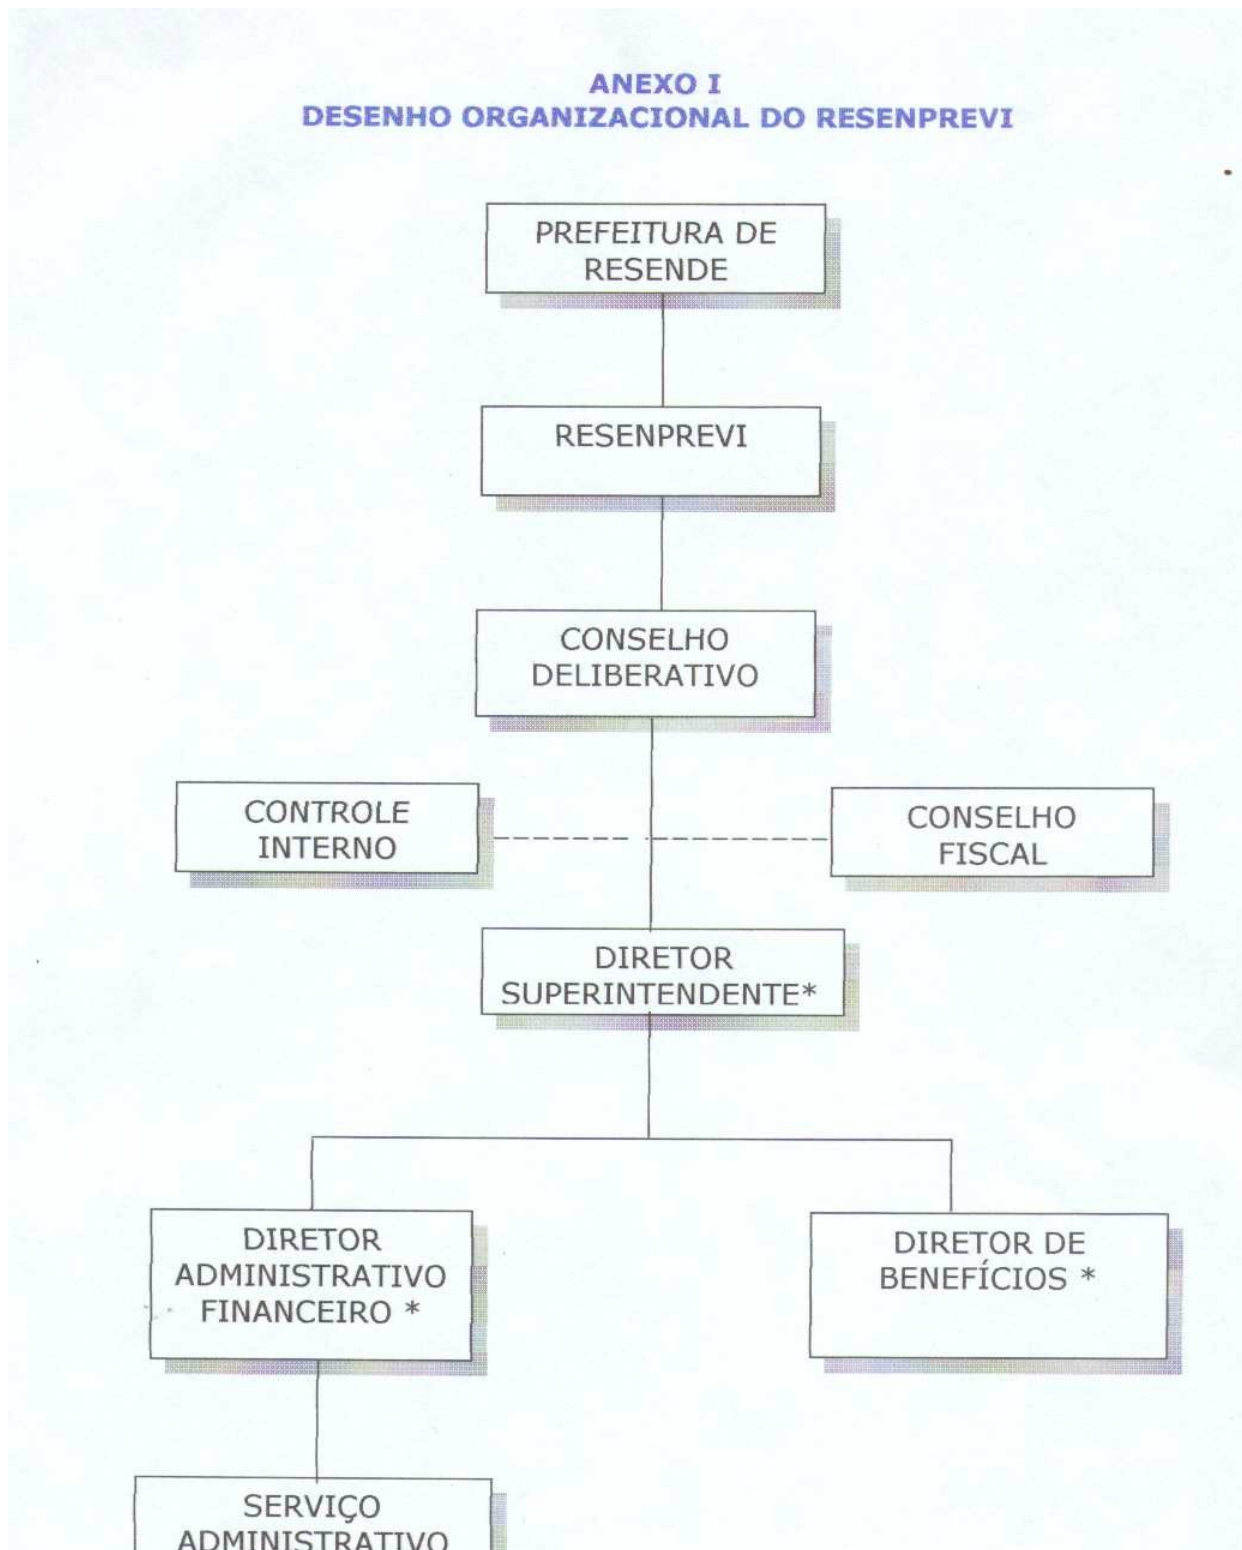 ANEXO I
DESENHO ORGANIZACIONAL DO RESENPREVI
PREFEITURA DE
RESENDE
RESENPREVI
CONSELHO
DELIBERATIVO
CONTROLE
INTERNO
CONSELHO
FISCAL
DIRETOR
SUPERINTENDENTE*
DIRETOR
ADMINISTRATIVO
FINANCEIRO *
DIRETOR DE
BENEFÍCIOS *
SERVIÇO
ADMINISTRATIVO